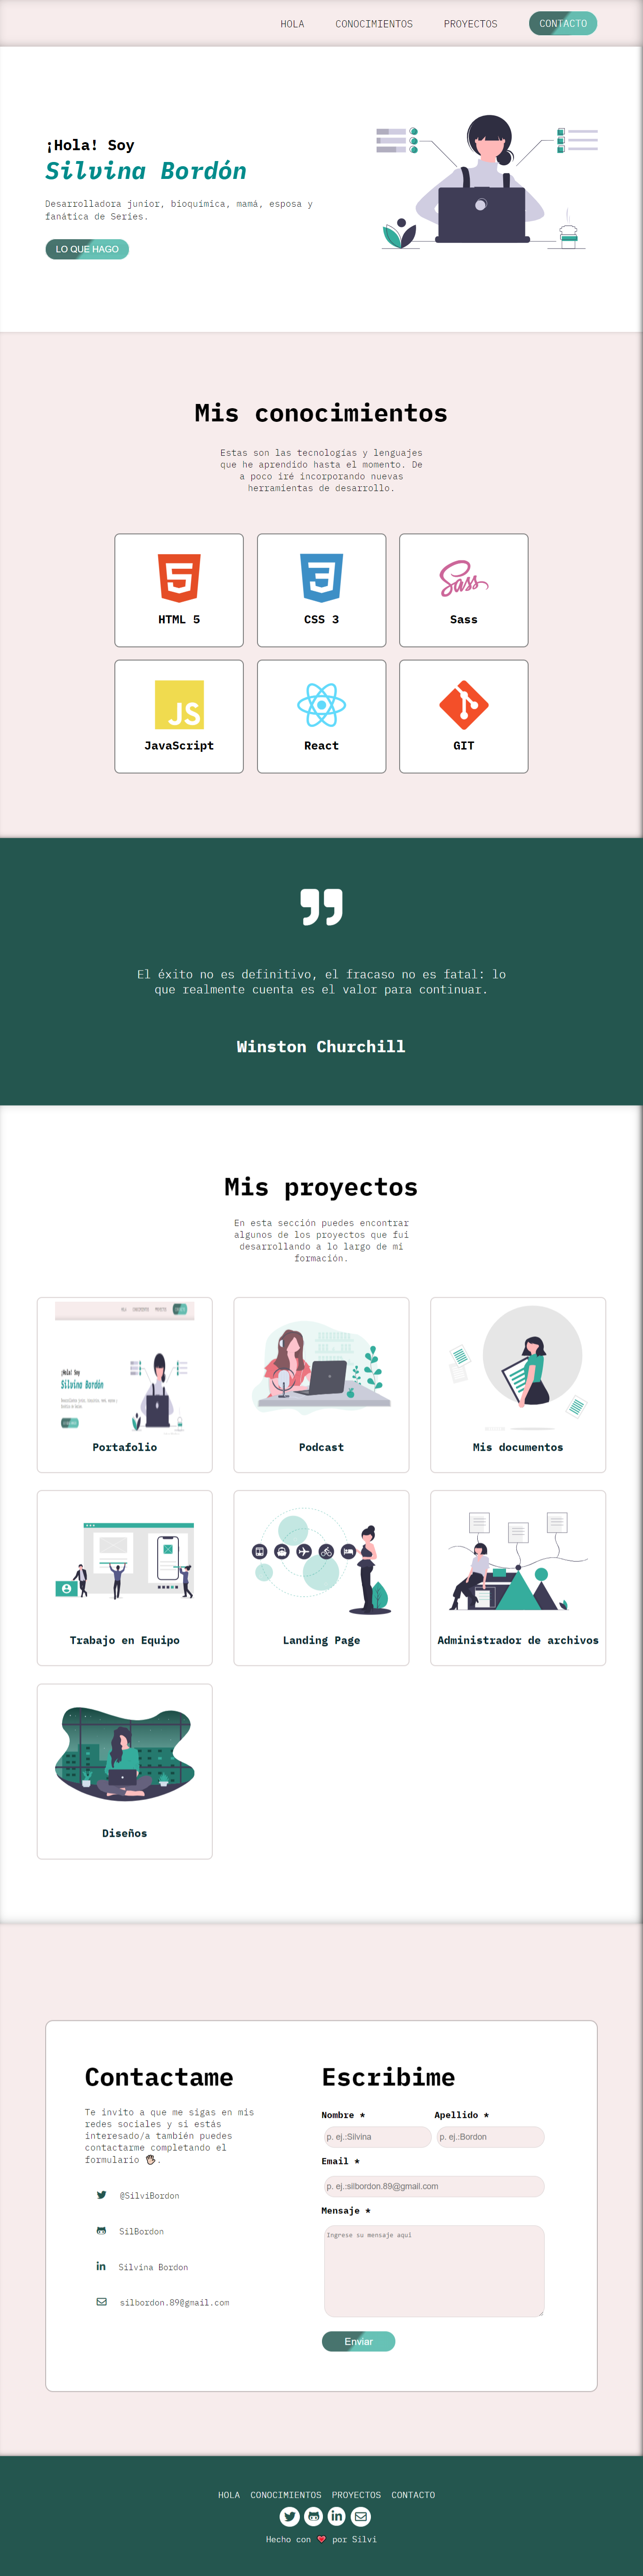 HOLA CONOCIMIENTOS PROYECTOS CONTACTO
¡Hola! Soy
Silvina Bordón
Desarrolladora junior, bioquímica, mamá, esposa y
fanática de Series.
LO QUE HAGO
Mis conocimientos
Estas son las tecnologías y lenguajes
que he aprendido hasta el momento. De
a poco iré incorporando nuevas
herramientas de desarrollo.
HTML 5 CSS 3 Sass
JS
JavaScript React GIT
El éxito no es definitivo, el fracaso no es fatal: lo
que realmente cuenta es el valor para continuar.
Winston Churchill
Mis proyectos
En esta sección puedes encontrar
algunos de los proyectos que fui
desarrollando a lo largo de mi
formación.
¡Hola! Soy
Silvina Bordón
Portafolio Podcast Mis documentos
Trabajo en Equipo Landing Page Administrador de archivos
Diseños
Contactame
Te invito a que me sigas en mis
redes sociales y si estás
interesado/a también puedes
contactarme completando el
formulario 👋.
@SilviBordon
SilBordon
Silvina Bordon
silbordon.89@gmail.com
Escribime
Nombre * Apellido *
p. ej.:Silvina p. ej.:Bordon
Email *
p. ej.:silbordon.89@gmail.com
Mensaje *
Ingrese su mensaje aquí
Enviar
HOLA CONOCIMIENTOS PROYECTOS CONTACTO
Hecho con ❤️ por Silvi